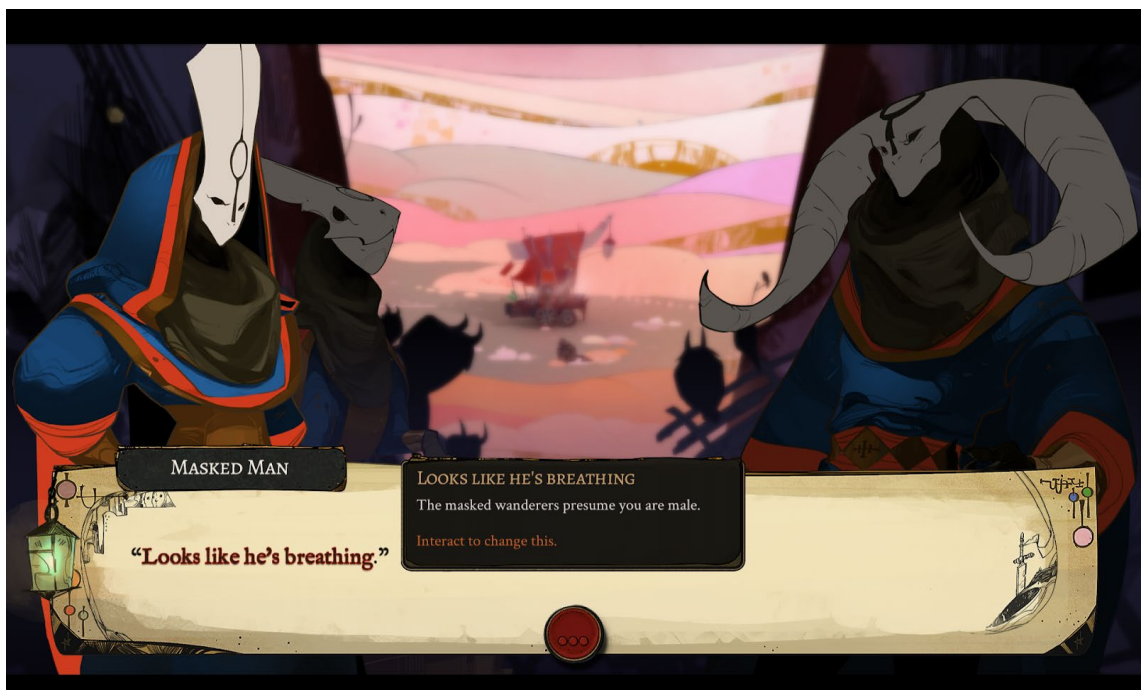 MASKED MAN
LOOKS LIKE HE'S BREATHING
The masked wanderers presume you are male.
Interact to change this.
“Looks like he's breathing.”